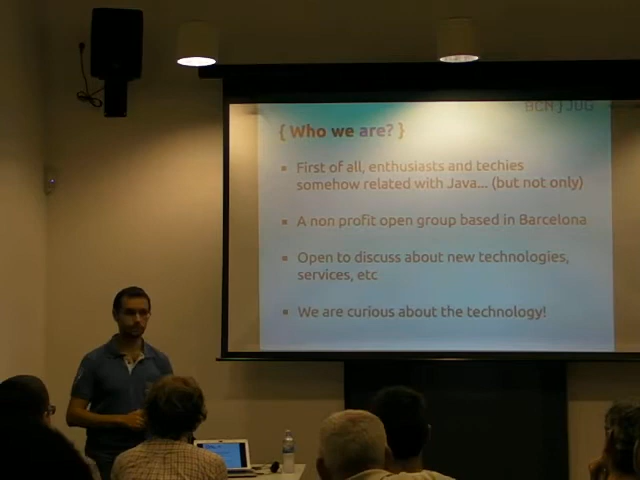 BCN}JUG
{ Who we are? }
First of all, enthusiasts and techies
somehow related with Java... (but not only)
A non profit open group based in Barcelona
Open to discuss about new technologies,
services, etc
We are curious about the technology!